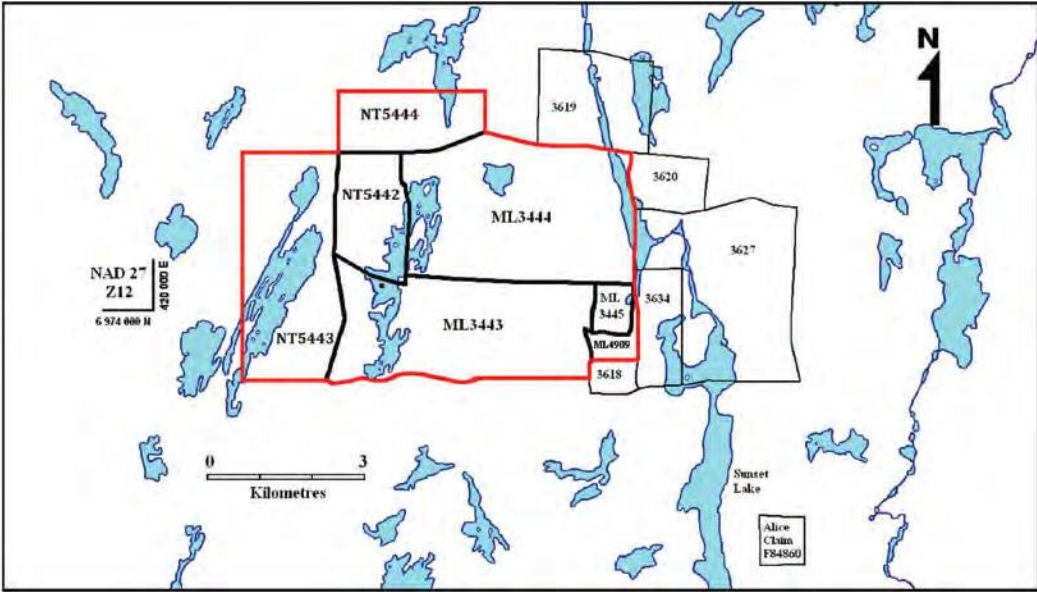 N
NT5444
3619
NT5442
3620
ML3444
3627
NAD 27
Z12
420 000 E
6 974 000 N
ML
3445
3634
NT5443
ML3443
ML4909
3618
0 3
Kilometres
Sunset
Lake
Alice
Claim
F84860